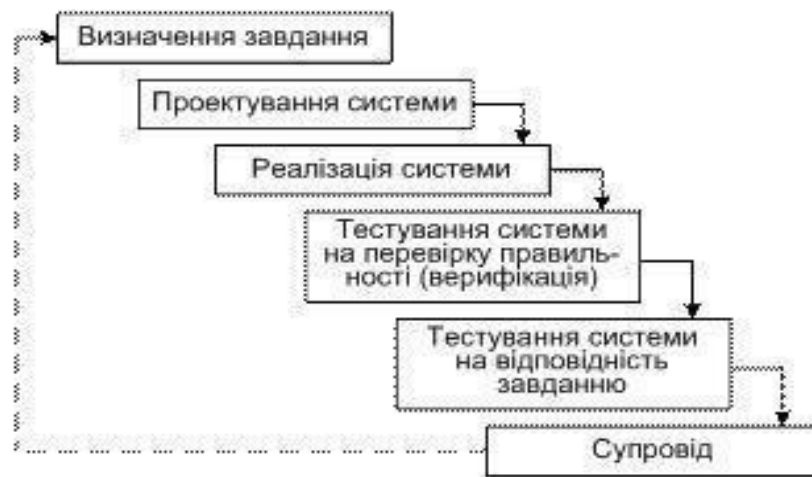 Визначення завдання
Проектування системи
Реалізація системи
Тестування системи
на перевірку правиль-
ності (верифікація)
Тестування системи
на відповідність
завданню
Супровід